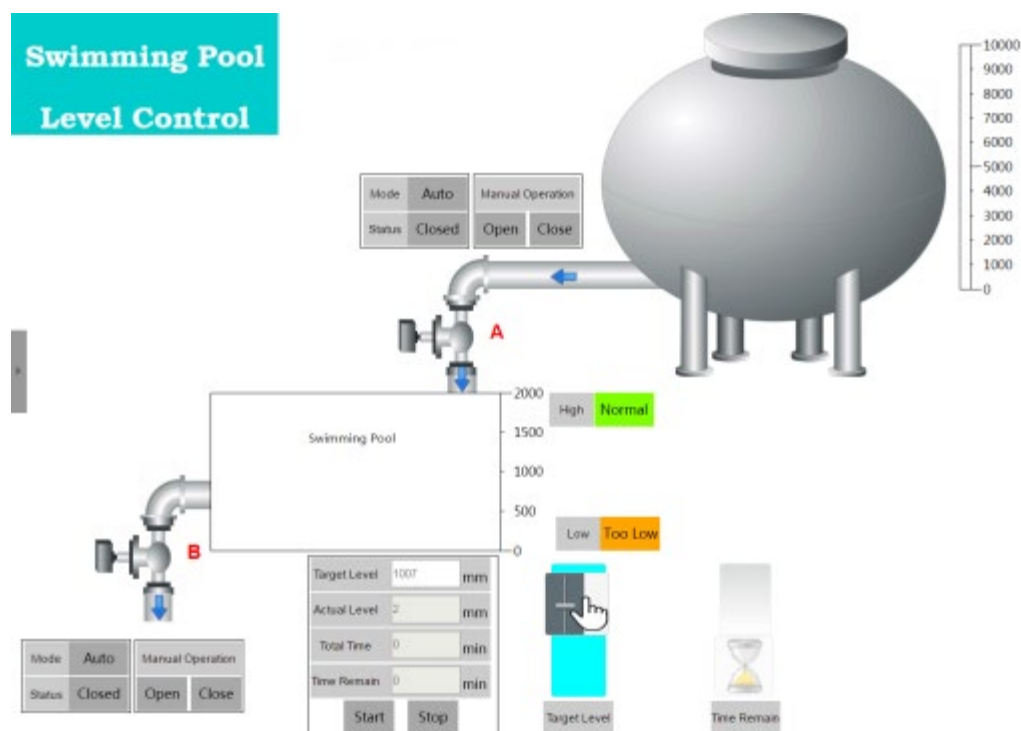 Swimming Pool
Level Control
10000
9000
8000
7000
6000
5000
4000
3000
2000
1000
0
Mode Auto Manual Operation
Status Closed Open Close
A
2000
1500
1000
500
0
Swimming Pool
High Normal
Low Too Low
B
Target Level 1007 mm
Actual Level 2 mm
Total Time 0 min
Time Remain 0 min
Start Stop
Mode Auto Manual Operation
Status Closed Open Close
Target Level
Time Remain